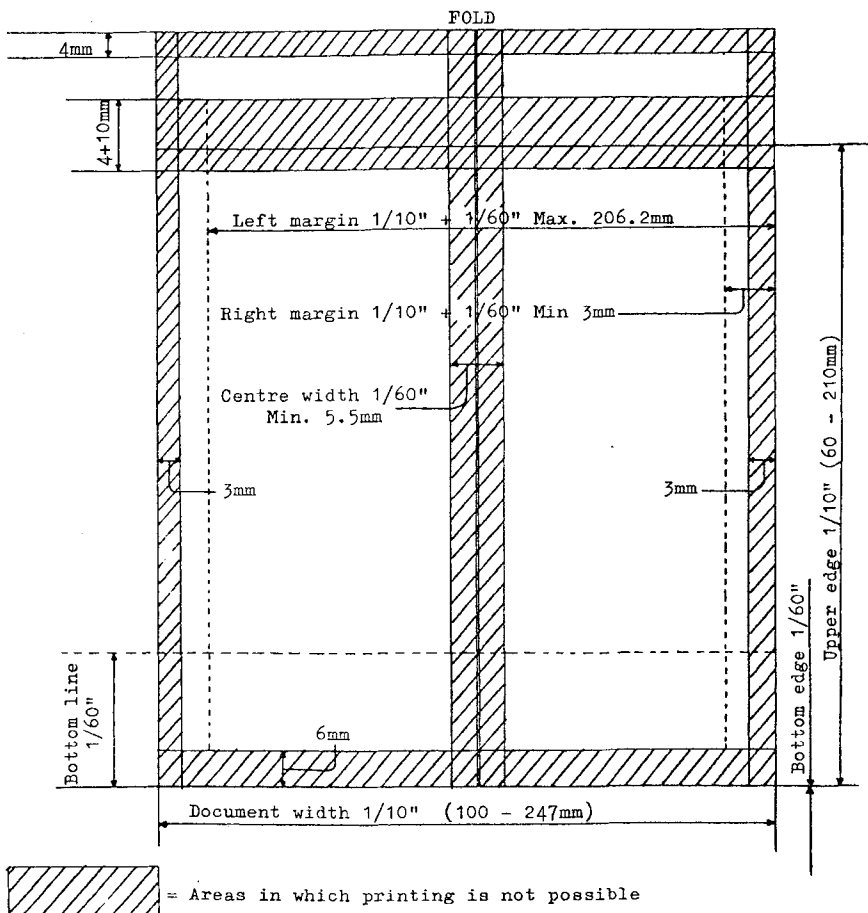 FOLD
4mm
4+10mm
Left margin 1/10" + 1/60" Max. 206.2mm
Right margin 1/10" + 1/60" Min 3mm
Centre width 1/60"
Min. 5.5mm
3mm
3mm
Upper edge 1/10" (60 - 210mm)
Bottom edge 1/60"
Bottom line
1/60"
6mm
Document width 1/10" (100 - 247mm)
= Areas in which printing is not possible